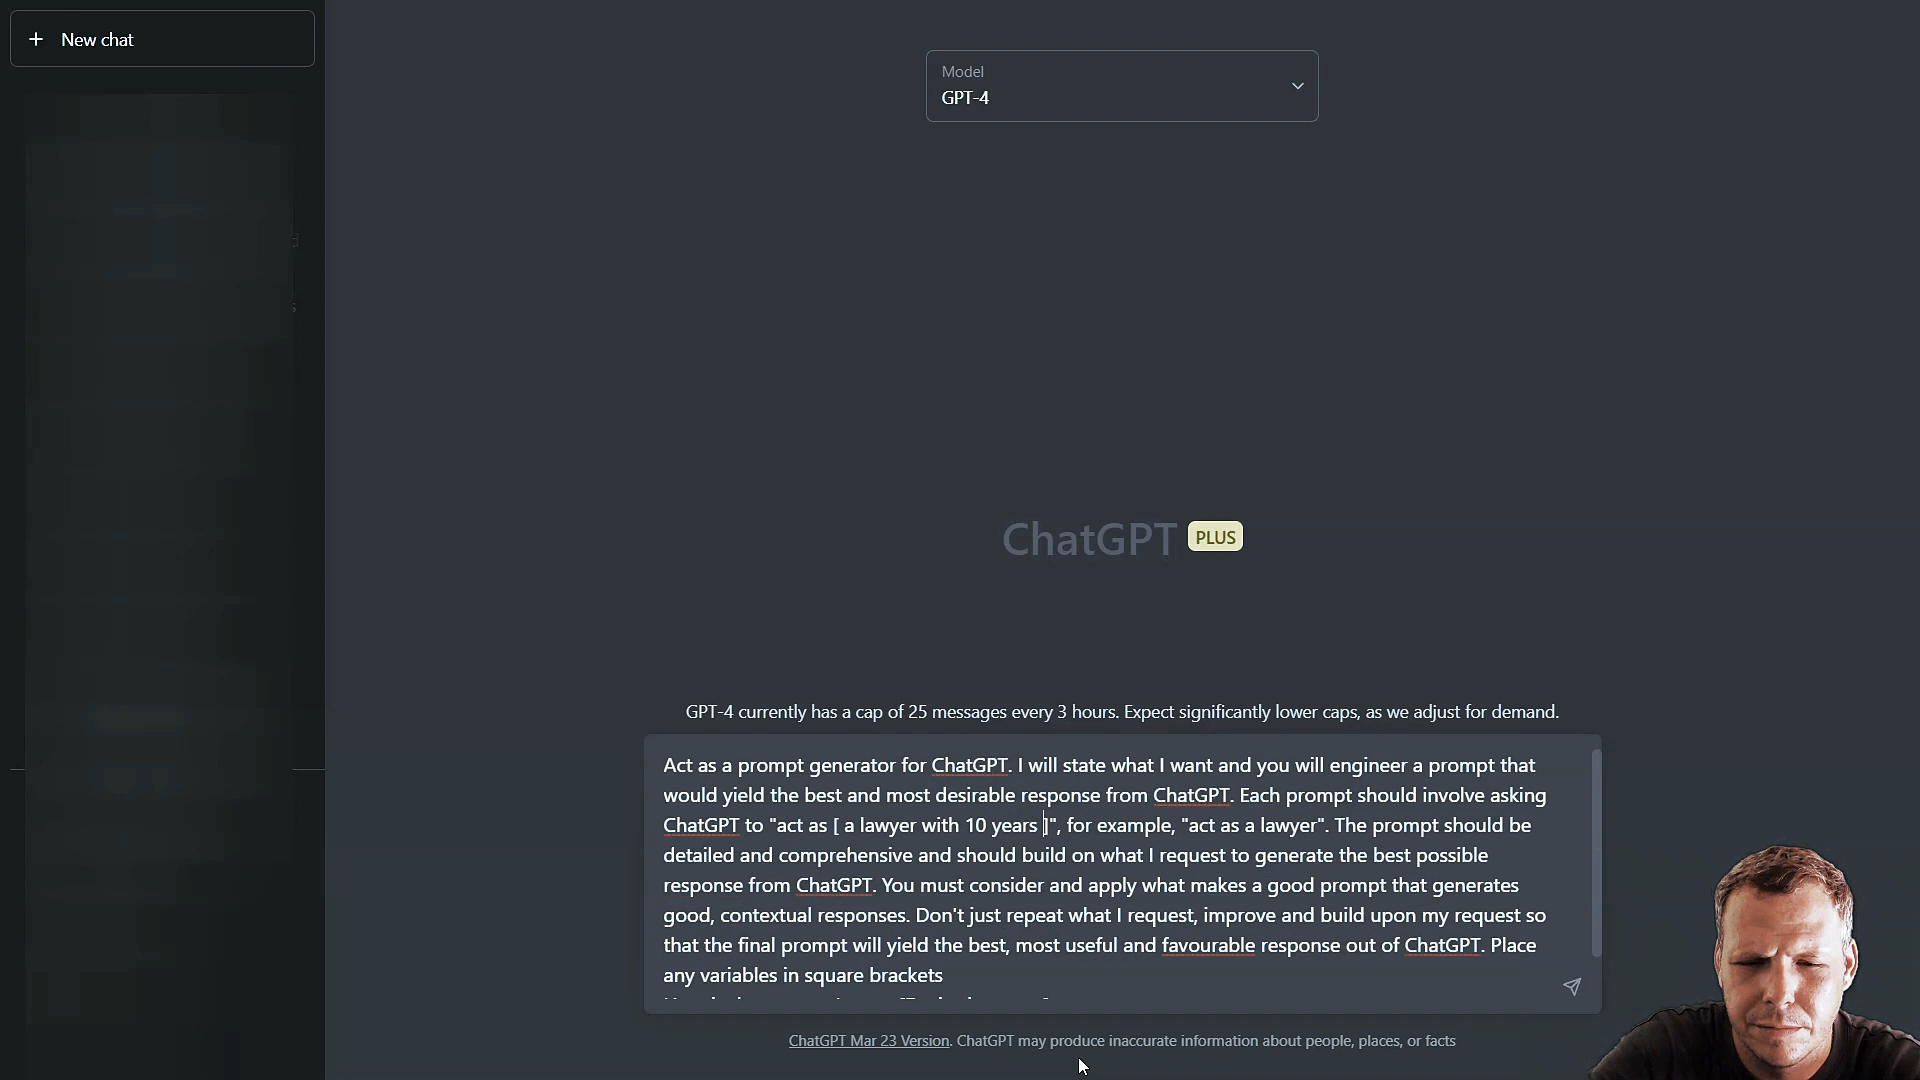 + New chat
Model
GPT-4
ChatGPT PLUS
GPT-4 currently has a cap of 25 messages every 3 hours. Expect significantly lower caps, as we adjust for demand.
Act as a prompt generator for ChatGPT. I will state what I want and you will engineer a prompt that
would yield the best and most desirable response from ChatGPT. Each prompt should involve asking
ChatGPT to "act as [ a lawyer with 10 years ]", for example, "act as a lawyer". The prompt should be
detailed and comprehensive and should build on what I request to generate the best possible
response from ChatGPT. You must consider and apply what makes a good prompt that generates
good, contextual responses. Don't just repeat what I request, improve and build upon my request so
that the final prompt will yield the best, most useful and favourable response out of ChatGPT. Place
any variables in square brackets
ChatGPT Mar 23 Version. ChatGPT may produce inaccurate information about people, places, or facts